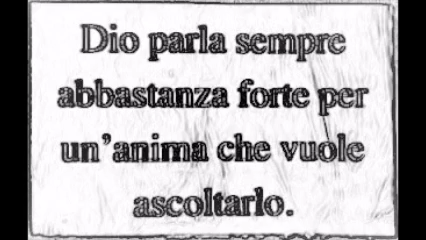 Dio parla sempre
abbastanza forte per
un'anima che vuole
ascoltarlo.